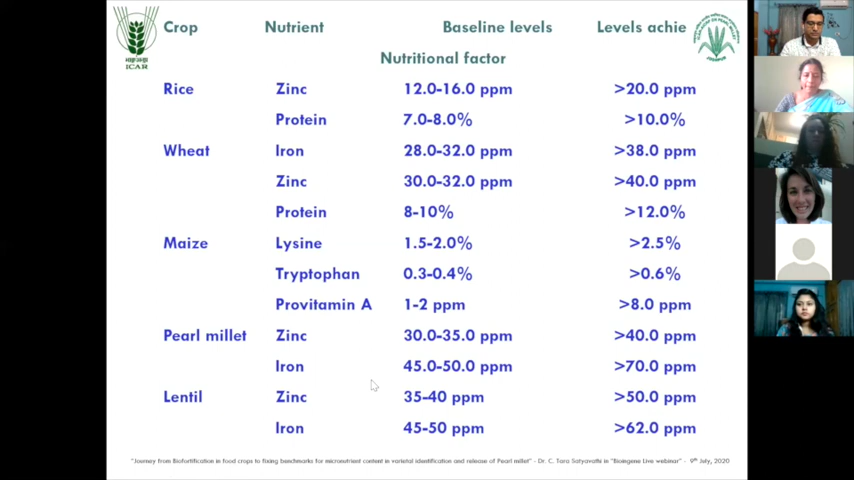 Crop Nutrient Baseline levels Levels achie
Nutritional factor
Rice Zinc 12.0-16.0 ppm >20.0 ppm
Protein 7.0-8.0% >10.0%
Wheat Iron 28.0-32.0 ppm >38.0 ppm
Zinc 30.0-32.0 ppm >40.0 ppm
Protein 8-10% >12.0%
Maize Lysine 1.5-2.0% >2.5%
Tryptophan 0.3-0.4% >0.6%
Provitamin A 1-2 ppm >8.0 ppm
Pearl millet Zinc 30.0-35.0 ppm >40.0 ppm
Iron 45.0-50.0 ppm >70.0 ppm
Lentil Zinc 35-40 ppm >50.0 ppm
Iron 45-50 ppm >62.0 ppm
ICAR
"Journey from Biofortification in food crops to fixing benchmarks for micronutrient content in varietal identification and release of Pearl millet" - Dr. C. Tara Satyavathi in "Bioingene Live webinar" - 9th July, 2020